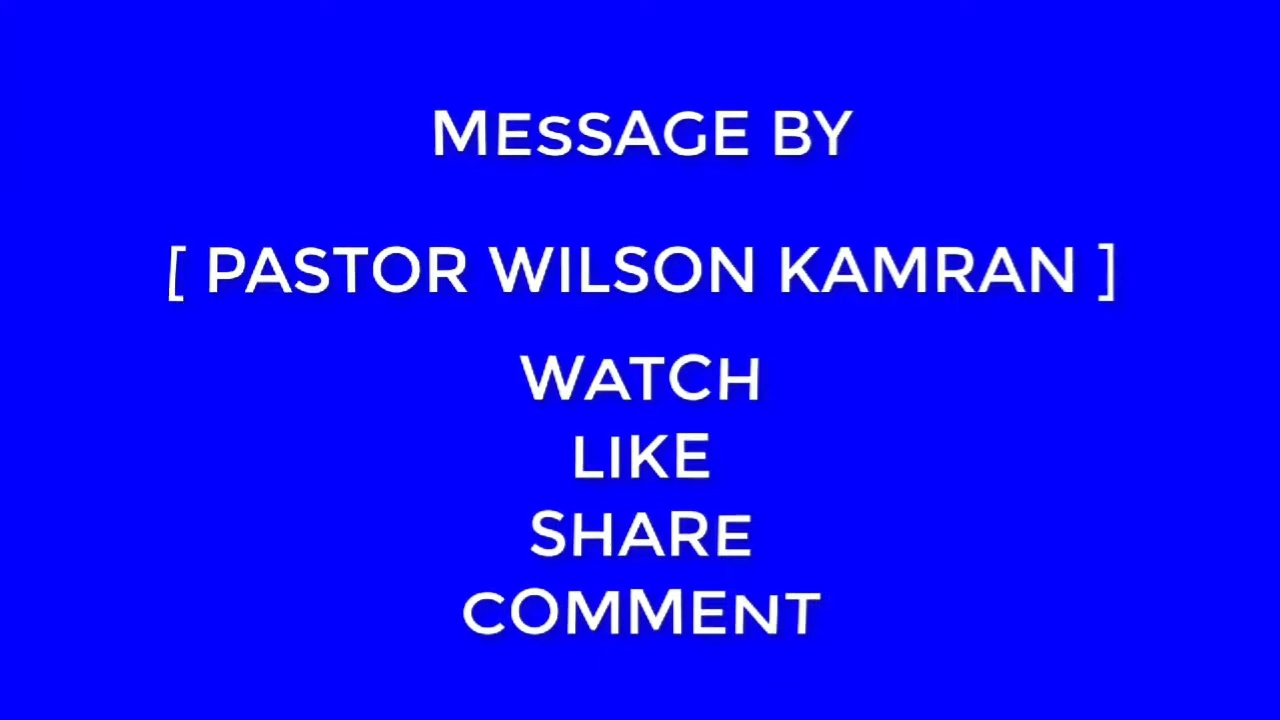 MESSAGE BY
[ PASTOR WILSON KAMRAN ]
WATCH
LIKE
SHARE
COMMENT